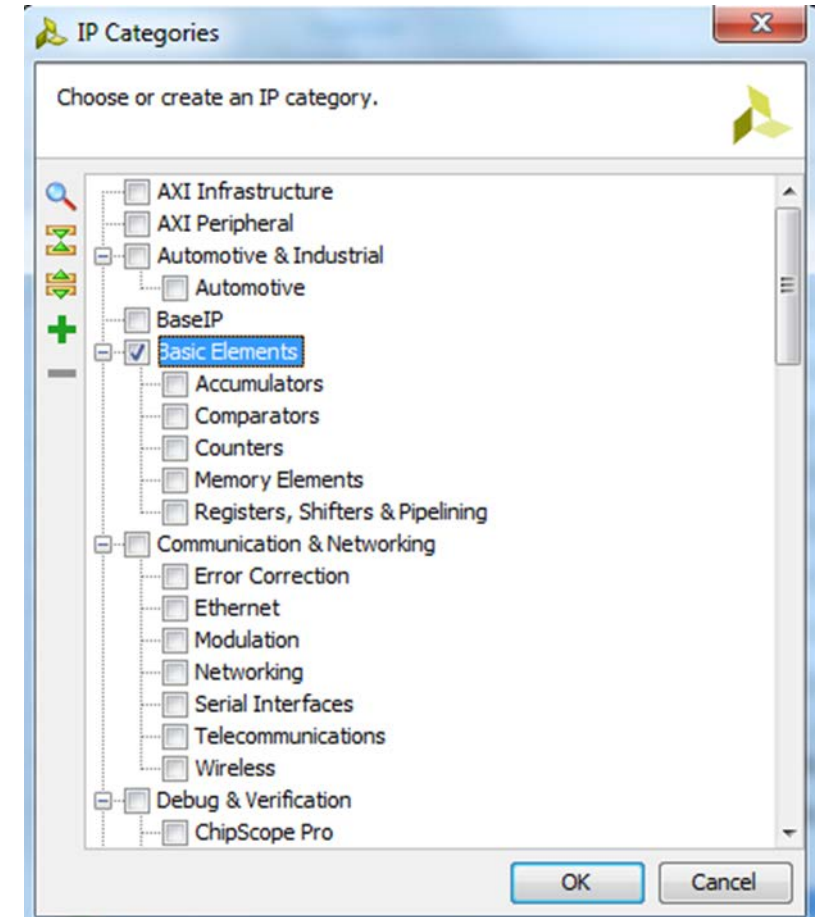 IP Categories
Choose or create an IP category.
AXI Infrastructure
AXI Peripheral
Automotive & Industrial
Automotive
BaseIP
Basic Elements
Accumulators
Comparators
Counters
Memory Elements
Registers, Shifters & Pipelining
Communication & Networking
Error Correction
Ethernet
Modulation
Networking
Serial Interfaces
Telecommunications
Wireless
Debug & Verification
ChipScope Pro
OK Cancel